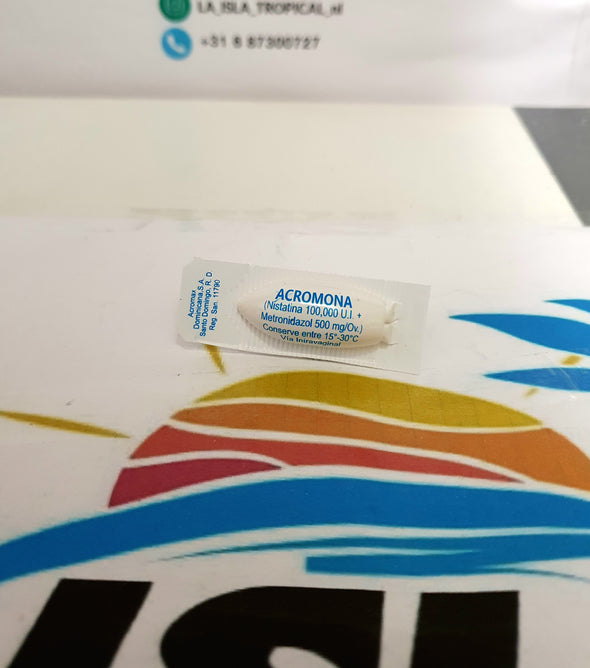 LA_ISLA_TROPICAL_nl
+31 6 87300727
Acromax
Dominicana S.A.
Santo Domingo, R. D
Reg. San. 11790
ACROMONA
(Nistatina 100,000 U.I. +
Metronidazol 500 mg/Ov.)
Conserve entre 15°-30°C
Vía Intravaginal